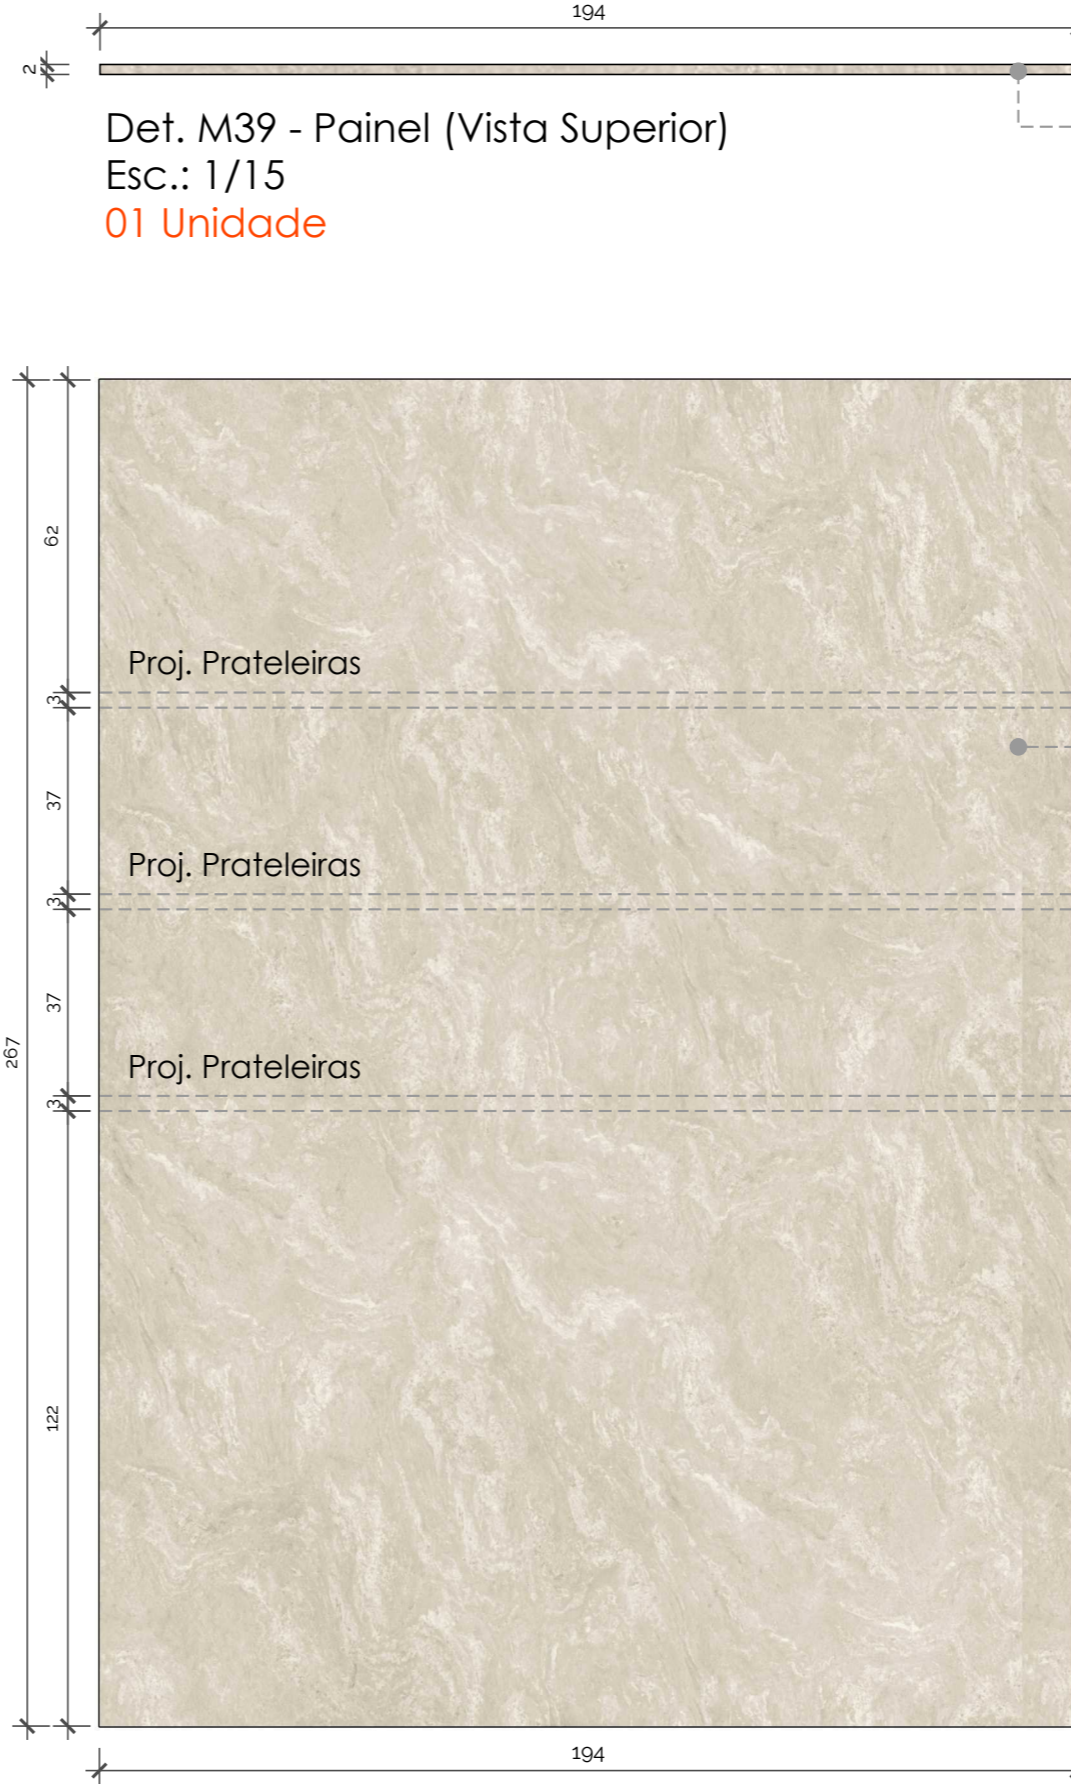 194
2
Det. M39 - Painel (Vista Superior)
Esc.: 1/15
01 Unidade
62
Proj. Prateleiras
3
37
Proj. Prateleiras
3
37
267
Proj. Prateleiras
3
122
194